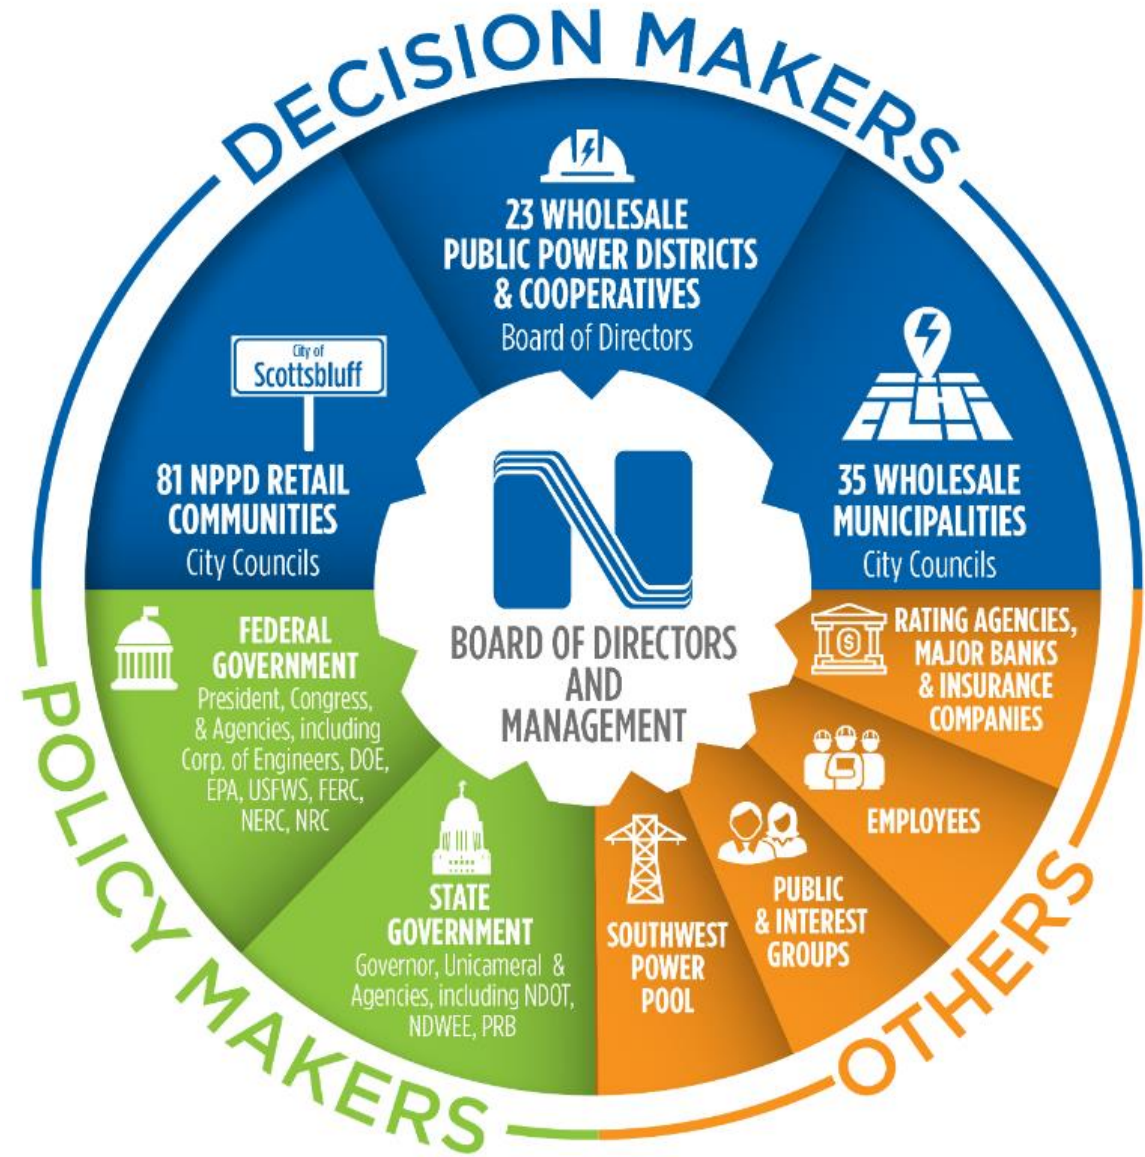 DECISION MAKERS
23 WHOLESALE
PUBLIC POWER DISTRICTS
& COOPERATIVES
Board of Directors
City of
Scottsbluff
81 NPPD RETAIL
COMMUNITIES
City Councils
35 WHOLESALE
MUNICIPALITIES
City Councils
N
BOARD OF DIRECTORS
AND
MANAGEMENT
POLICY MAKERS
FEDERAL
GOVERNMENT
President, Congress,
& Agencies, including
Corp. of Engineers, DOE,
EPA, USFWS, FERC,
NERC, NRC
STATE
GOVERNMENT
Governor, Unicameral &
Agencies, including NDOT,
NDWEE, PRB
OTHERS
RATING AGENCIES,
MAJOR BANKS
& INSURANCE
COMPANIES
$
EMPLOYEES
PUBLIC
& INTEREST
GROUPS
SOUTHWEST
POWER
POOL